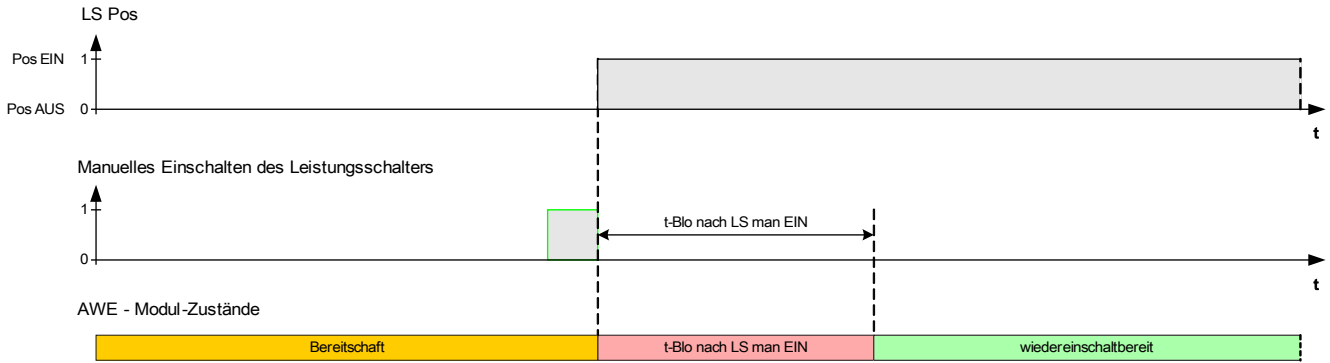 LS Pos
Pos EIN 1
Pos AUS 0
t
Manuelles Einschalten des Leistungsschalters
1
t-Blo nach LS man EIN
0
t
AWE - Modul-Zustände
Bereitschaft t-Blo nach LS man EIN wiedereinschaltbereit